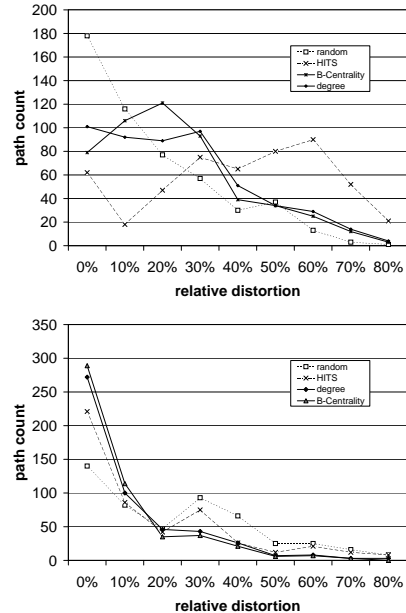 200
180
160
140
120
100
80
60
40
20
0
path count
random
HITS
B-Centrality
degree
0% 10% 20% 30% 40% 50% 60% 70% 80%
relative distortion
350
300
250
200
150
100
50
0
path count
random
HITS
degree
B-Centrality
0% 10% 20% 30% 40% 50% 60% 70% 80%
relative distortion